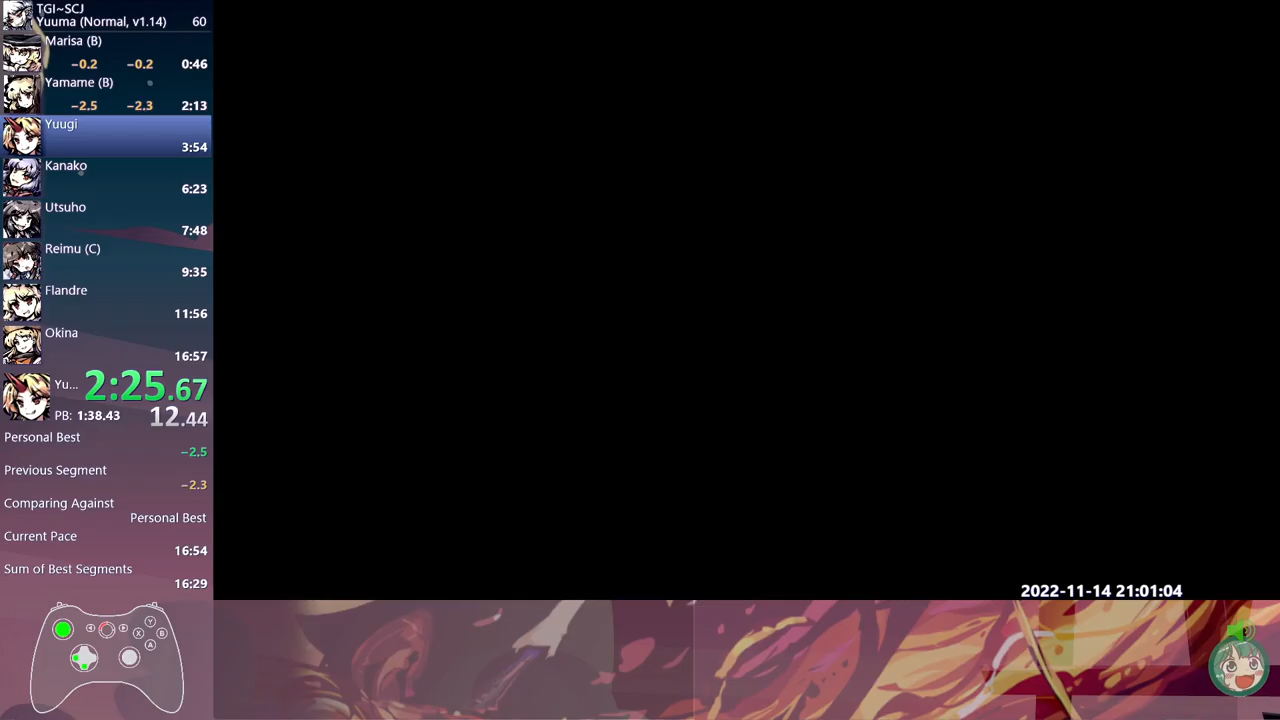 TGI~SCJ
Yuuma (Normal, v1.14) 60
Marisa (B)
−0.2 −0.2 0:46
Yamame (B)
−2.5 −2.3 2:13
Yuugi
3:54
Kanako
6:23
Utsuho
7:48
Reimu (C)
9:35
Flandre
11:56
Okina
16:57
Yu... 2:25.67
PB: 1:38.43 12.44
Personal Best
−2.5
Previous Segment
−2.3
Comparing Against
Personal Best
Current Pace
16:54
Sum of Best Segments
16:29
2022-11-14 21:01:04
Y
X B
A